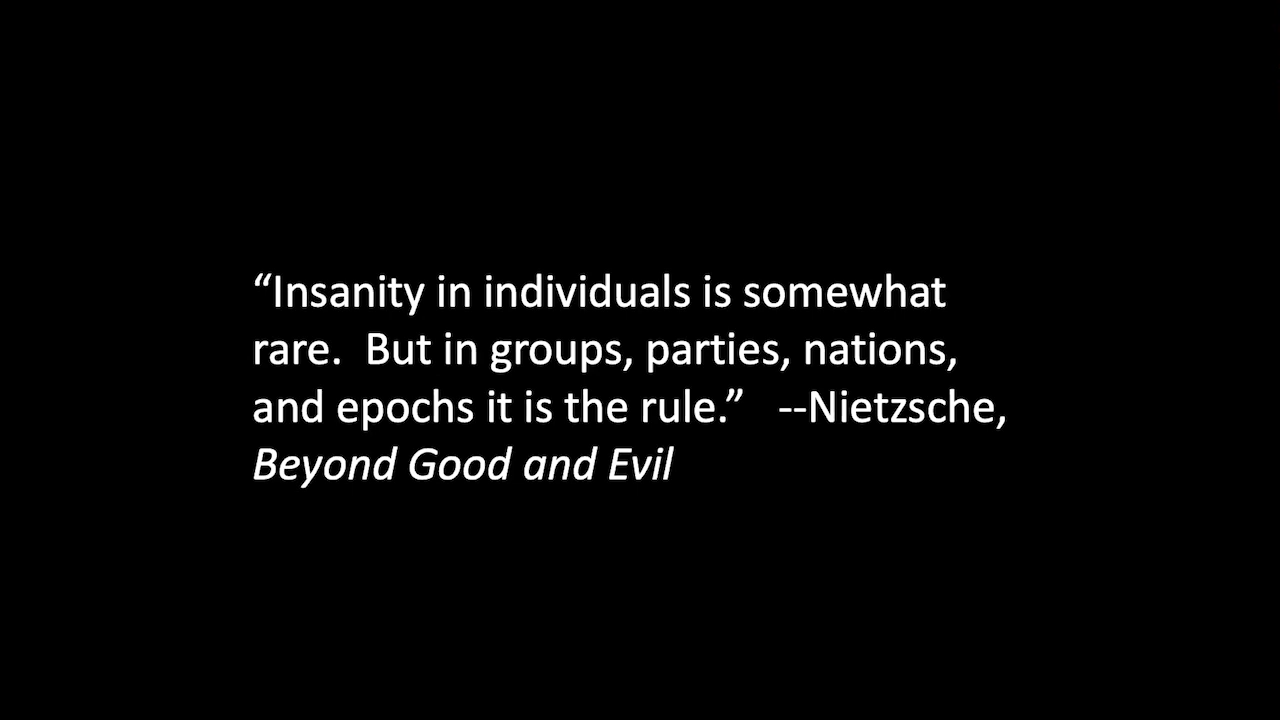 “Insanity in individuals is somewhat
rare.  But in groups, parties, nations,
and epochs it is the rule.”   --Nietzsche,
Beyond Good and Evil